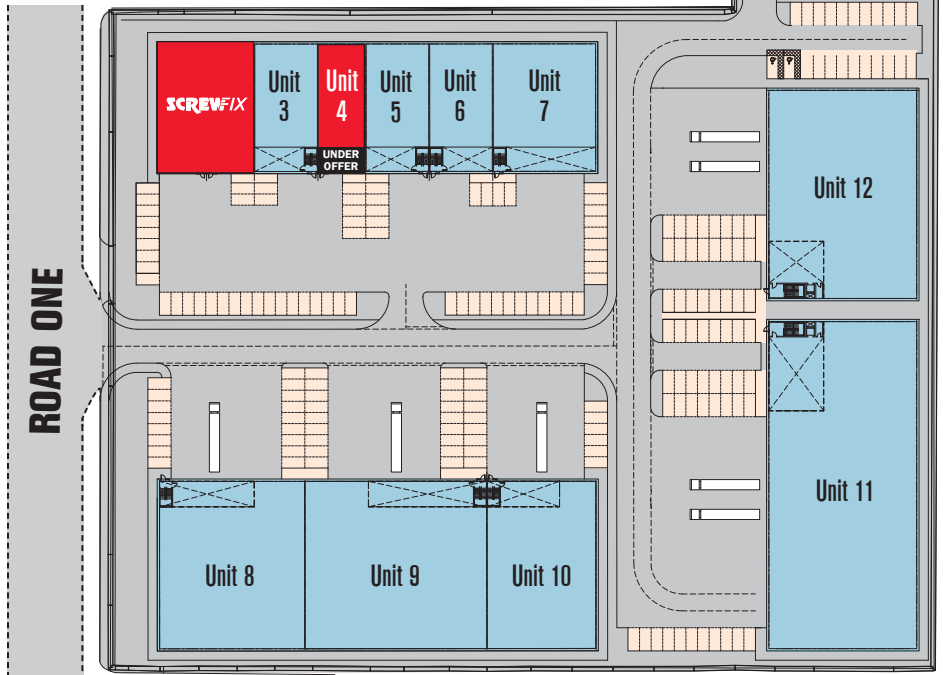 SCREWFIX
Unit
3
Unit
4
UNDER
OFFER
Unit
5
Unit
6
Unit
7
Unit 12
ROAD ONE
Unit 11
Unit 8
Unit 9
Unit 10